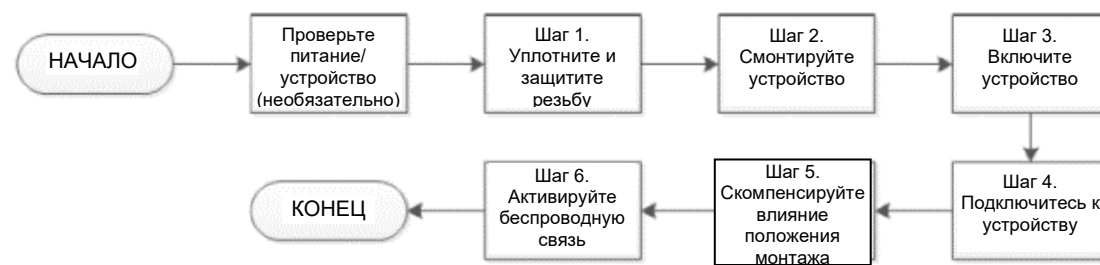 НАЧАЛО
Проверьте
питание/
устройство
(необязательно)
Шаг 1.
Уплотните и
защитите
резьбу
Шаг 2.
Смонтируйте
устройство
Шаг 3.
Включите
устройство
Шаг 4.
Подключитесь к
устройству
Шаг 5.
Скомпенсируйте
влияние
положения
монтажа
Шаг 6.
Активируйте
беспроводную
связь
КОНЕЦ